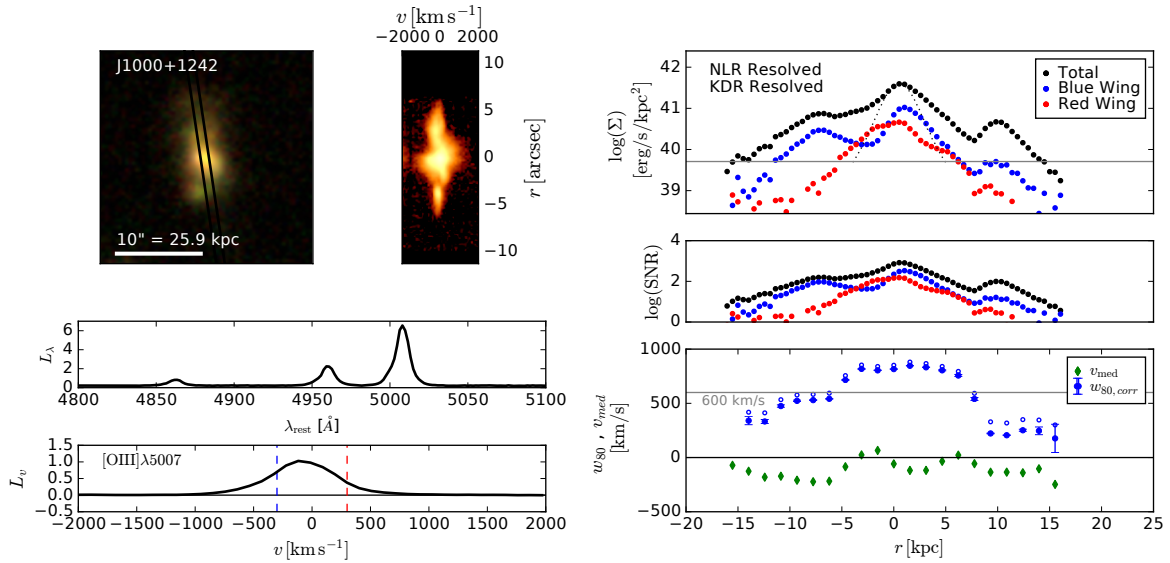 J1000+1242
10" = 25.9 kpc
v [km s⁻¹]
−2000 0 2000
10
5
0
−5
−10
r [arcsec]
6
4
2
0
L_λ
4800 4850 4900 4950 5000 5050 5100
λ_rest [Å]
[OIII]λ5007
1.5
1.0
0.5
0.0
−0.5
L_v
−2000 −1500 −1000 −500 0 500 1000 1500 2000
v [km s⁻¹]
NLR Resolved
KDR Resolved
Total
Blue Wing
Red Wing
42
41
40
39
log(Σ)
[erg/s/kpc²]
4
2
0
log(SNR)
1000
500
0
−500
600 km/s
v_med
w_80,corr
w_80 , v_med
[km/s]
−20 −15 −10 −5 0 5 10 15 20 25
r [kpc]